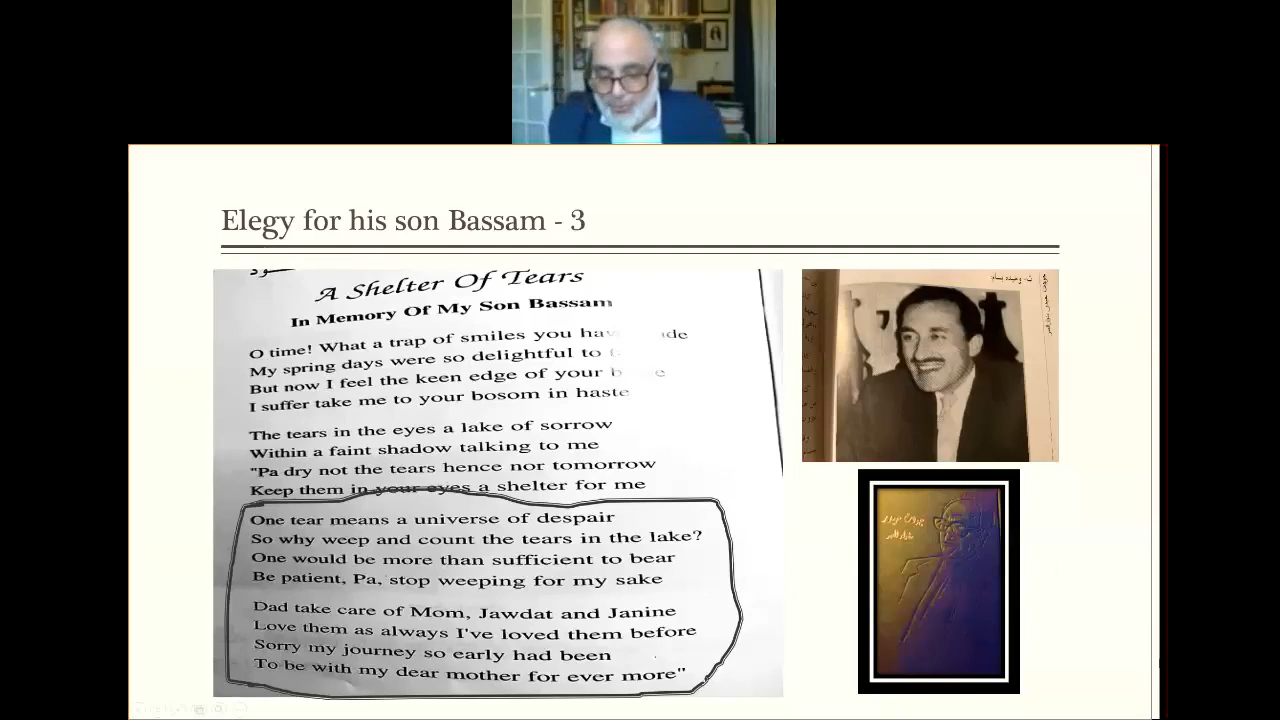 Elegy for his son Bassam - 3
A Shelter Of Tears
In Memory Of My Son Bassam
O time! What a trap of smiles you
My spring days were so delightful to
But now I feel the keen edge of your
I suffer take me to your bosom in haste
The tears in the eyes a lake of sorrow
Within a faint shadow talking to me
"Pa dry not the tears hence nor tomorrow
Keep them in your eyes a shelter for me
One tear means a universe of despair
So why weep and count the tears in the lake?
One would be more than sufficient to bear
Be patient, Pa, stop weeping for my sake
Dad take care of Mom, Jawdat and Janine
Love them as always I've loved them before
Sorry my journey so early had been
To be with my dear mother for ever more"